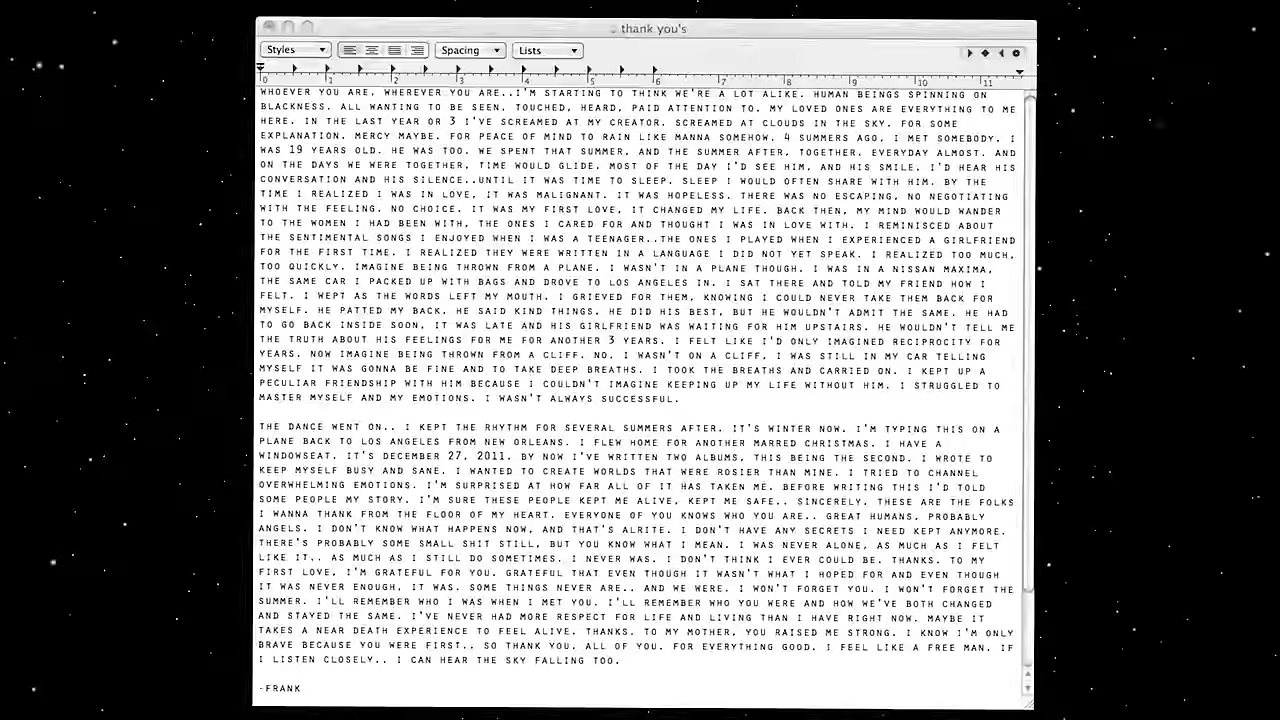 thank you's
Styles Spacing Lists
0 1 2 3 4 5 6 7 8 9 10 11
WHOEVER YOU ARE, WHEREVER YOU ARE..I'M STARTING TO THINK WE'RE A LOT ALIKE. HUMAN BEINGS SPINNING ON
BLACKNESS. ALL WANTING TO BE SEEN, TOUCHED, HEARD, PAID ATTENTION TO. MY LOVED ONES ARE EVERYTHING TO ME
HERE. IN THE LAST YEAR OR 3 I'VE SCREAMED AT MY CREATOR. SCREAMED AT CLOUDS IN THE SKY. FOR SOME
EXPLANATION. MERCY MAYBE. FOR PEACE OF MIND TO RAIN LIKE MANNA SOMEHOW. 4 SUMMERS AGO, I MET SOMEBODY. I
WAS 19 YEARS OLD. HE WAS TOO. WE SPENT THAT SUMMER, AND THE SUMMER AFTER, TOGETHER. EVERYDAY ALMOST. AND
ON THE DAYS WE WERE TOGETHER, TIME WOULD GLIDE. MOST OF THE DAY I'D SEE HIM, AND HIS SMILE. I'D HEAR HIS
CONVERSATION AND HIS SILENCE..UNTIL IT WAS TIME TO SLEEP. SLEEP I WOULD OFTEN SHARE WITH HIM. BY THE
TIME I REALIZED I WAS IN LOVE, IT WAS MALIGNANT. IT WAS HOPELESS. THERE WAS NO ESCAPING, NO NEGOTIATING
WITH THE FEELING. NO CHOICE. IT WAS MY FIRST LOVE, IT CHANGED MY LIFE. BACK THEN, MY MIND WOULD WANDER
TO THE WOMEN I HAD BEEN WITH, THE ONES I CARED FOR AND THOUGHT I WAS IN LOVE WITH. I REMINISCED ABOUT
THE SENTIMENTAL SONGS I ENJOYED WHEN I WAS A TEENAGER..THE ONES I PLAYED WHEN I EXPERIENCED A GIRLFRIEND
FOR THE FIRST TIME. I REALIZED THEY WERE WRITTEN IN A LANGUAGE I DID NOT YET SPEAK. I REALIZED TOO MUCH,
TOO QUICKLY. IMAGINE BEING THROWN FROM A PLANE. I WASN'T IN A PLANE THOUGH. I WAS IN A NISSAN MAXIMA,
THE SAME CAR I PACKED UP WITH BAGS AND DROVE TO LOS ANGELES IN. I SAT THERE AND TOLD MY FRIEND HOW I
FELT. I WEPT AS THE WORDS LEFT MY MOUTH. I GRIEVED FOR THEM, KNOWING I COULD NEVER TAKE THEM BACK FOR
MYSELF. HE PATTED MY BACK. HE SAID KIND THINGS. HE DID HIS BEST, BUT HE WOULDN'T ADMIT THE SAME. HE HAD
TO GO BACK INSIDE SOON, IT WAS LATE AND HIS GIRLFRIEND WAS WAITING FOR HIM UPSTAIRS. HE WOULDN'T TELL ME
THE TRUTH ABOUT HIS FEELINGS FOR ME FOR ANOTHER 3 YEARS. I FELT LIKE I'D ONLY IMAGINED RECIPROCITY FOR
YEARS. NOW IMAGINE BEING THROWN FROM A CLIFF. NO, I WASN'T ON A CLIFF, I WAS STILL IN MY CAR TELLING
MYSELF IT WAS GONNA BE FINE AND TO TAKE DEEP BREATHS. I TOOK THE BREATHS AND CARRIED ON. I KEPT UP A
PECULIAR FRIENDSHIP WITH HIM BECAUSE I COULDN'T IMAGINE KEEPING UP MY LIFE WITHOUT HIM. I STRUGGLED TO
MASTER MYSELF AND MY EMOTIONS. I WASN'T ALWAYS SUCCESSFUL.
THE DANCE WENT ON.. I KEPT THE RHYTHM FOR SEVERAL SUMMERS AFTER. IT'S WINTER NOW. I'M TYPING THIS ON A
PLANE BACK TO LOS ANGELES FROM NEW ORLEANS. I FLEW HOME FOR ANOTHER MARRED CHRISTMAS. I HAVE A
WINDOWSEAT. IT'S DECEMBER 27, 2011. BY NOW I'VE WRITTEN TWO ALBUMS, THIS BEING THE SECOND. I WROTE TO
KEEP MYSELF BUSY AND SANE. I WANTED TO CREATE WORLDS THAT WERE ROSIER THAN MINE. I TRIED TO CHANNEL
OVERWHELMING EMOTIONS. I'M SURPRISED AT HOW FAR ALL OF IT HAS TAKEN ME. BEFORE WRITING THIS I'D TOLD
SOME PEOPLE MY STORY. I'M SURE THESE PEOPLE KEPT ME ALIVE, KEPT ME SAFE.. SINCERELY. THESE ARE THE FOLKS
I WANNA THANK FROM THE FLOOR OF MY HEART. EVERYONE OF YOU KNOWS WHO YOU ARE.. GREAT HUMANS, PROBABLY
ANGELS. I DON'T KNOW WHAT HAPPENS NOW, AND THAT'S ALRITE. I DON'T HAVE ANY SECRETS I NEED KEPT ANYMORE.
THERE'S PROBABLY SOME SMALL SHIT STILL, BUT YOU KNOW WHAT I MEAN. I WAS NEVER ALONE, AS MUCH AS I FELT
LIKE IT.. AS MUCH AS I STILL DO SOMETIMES. I NEVER WAS. I DON'T THINK I EVER COULD BE. THANKS. TO MY
FIRST LOVE, I'M GRATEFUL FOR YOU. GRATEFUL THAT EVEN THOUGH IT WASN'T WHAT I HOPED FOR AND EVEN THOUGH
IT WAS NEVER ENOUGH, IT WAS. SOME THINGS NEVER ARE.. AND WE WERE. I WON'T FORGET YOU. I WON'T FORGET THE
SUMMER. I'LL REMEMBER WHO I WAS WHEN I MET YOU. I'LL REMEMBER WHO YOU WERE AND HOW WE'VE BOTH CHANGED
AND STAYED THE SAME. I'VE NEVER HAD MORE RESPECT FOR LIFE AND LIVING THAN I HAVE RIGHT NOW. MAYBE IT
TAKES A NEAR DEATH EXPERIENCE TO FEEL ALIVE. THANKS. TO MY MOTHER, YOU RAISED ME STRONG. I KNOW I'M ONLY
BRAVE BECAUSE YOU WERE FIRST.. SO THANK YOU. ALL OF YOU. FOR EVERYTHING GOOD. I FEEL LIKE A FREE MAN. IF
I LISTEN CLOSELY.. I CAN HEAR THE SKY FALLING TOO.
-FRANK